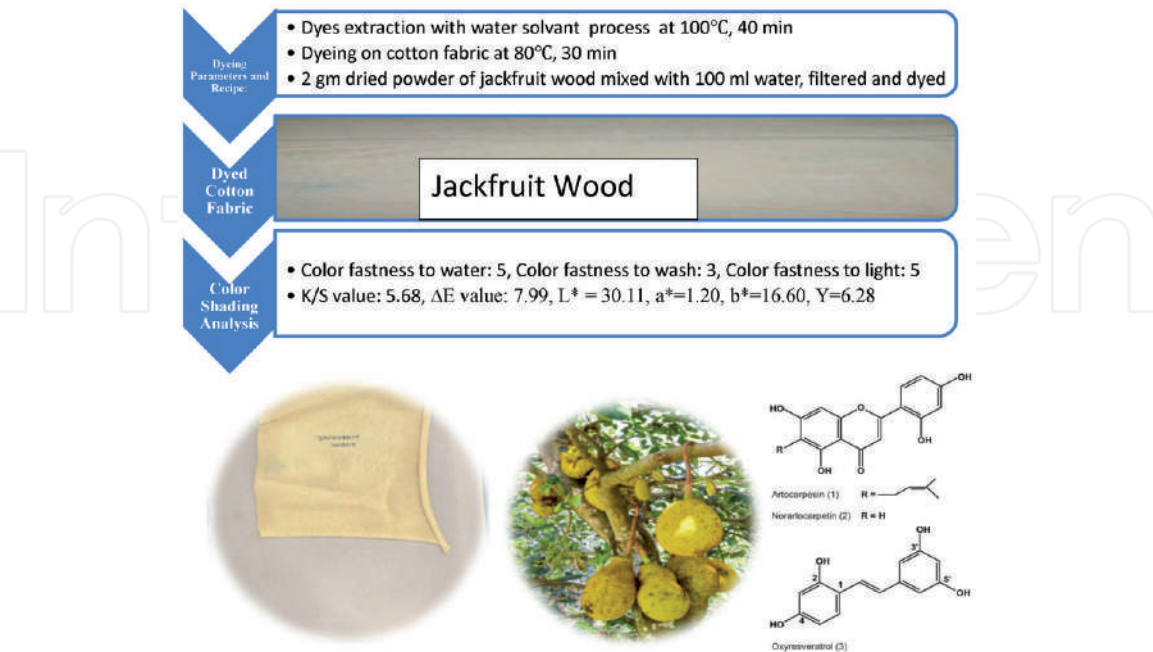 Dyeing
Parameters and
Recipe:
• Dyes extraction with water solvant process at 100℃, 40 min
• Dyeing on cotton fabric at 80℃, 30 min
• 2 gm dried powder of jackfruit wood mixed with 100 ml water, filtered and dyed
Dyed
Cotton
Fabric
Jackfruit Wood
Color
Shading
Analysis
• Color fastness to water: 5, Color fastness to wash: 3, Color fastness to light: 5
• K/S value: 5.68, ΔE value: 7.99, L* = 30.11, a*=1.20, b*=16.60, Y=6.28
OH
HO
O
OH
R
OH
O
Artocarpesin (1) R =
Norartocarpetin (2) R = H
OH
3'
OH
2
1
5'
OH
HO
4
Oxyresveratrol (3)